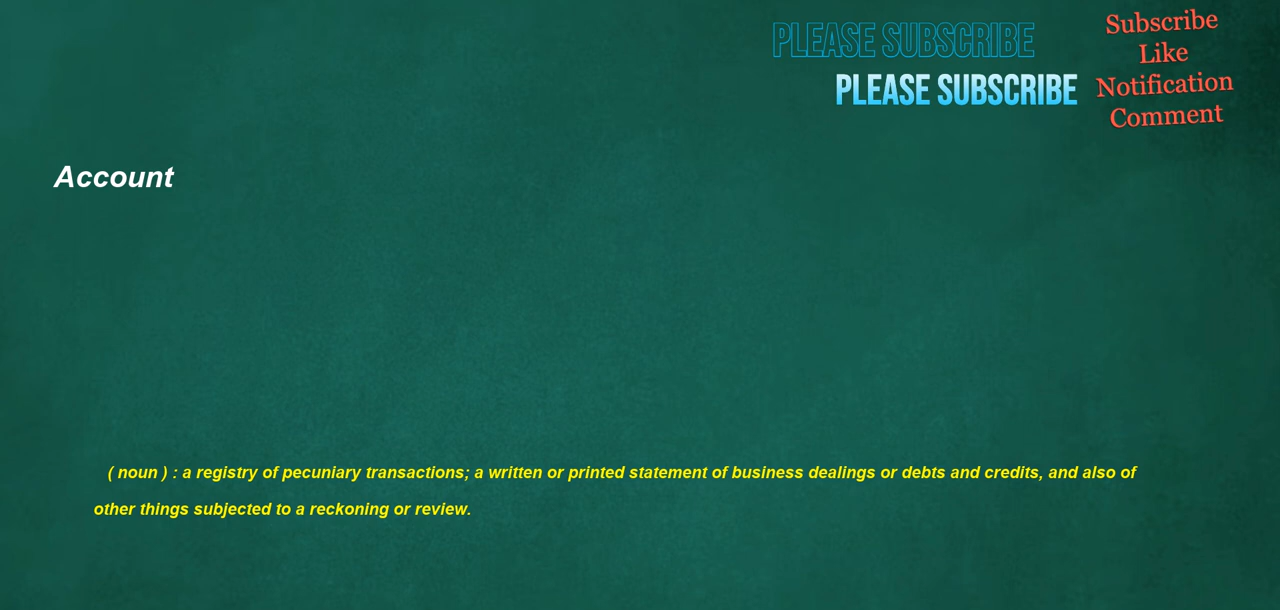 PLEASE SUBSCRIBE
PLEASE SUBSCRIBE
Subscribe
Like
Notification
Comment
Account
( noun ) : a registry of pecuniary transactions; a written or printed statement of business dealings or debts and credits, and also of
other things subjected to a reckoning or review.